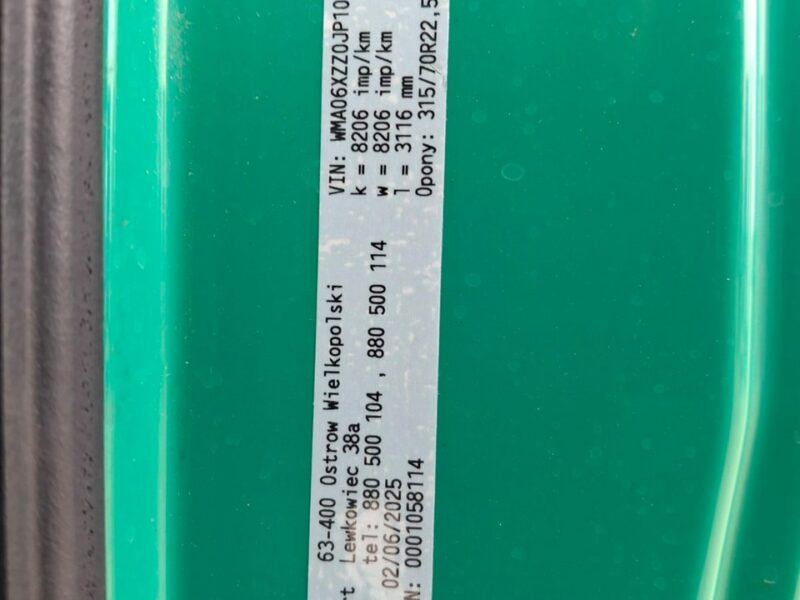 63-400 Ostrow Wielkopolski
Lewkowiec 38a
tel: 880 500 104 , 880 500 114
02/06/2025
N: 0001058114
VIN: WMA06XZZ0JP10
k = 8206 imp/km
w = 8206 imp/km
l = 3116 mm
Opony: 315/70R22,5